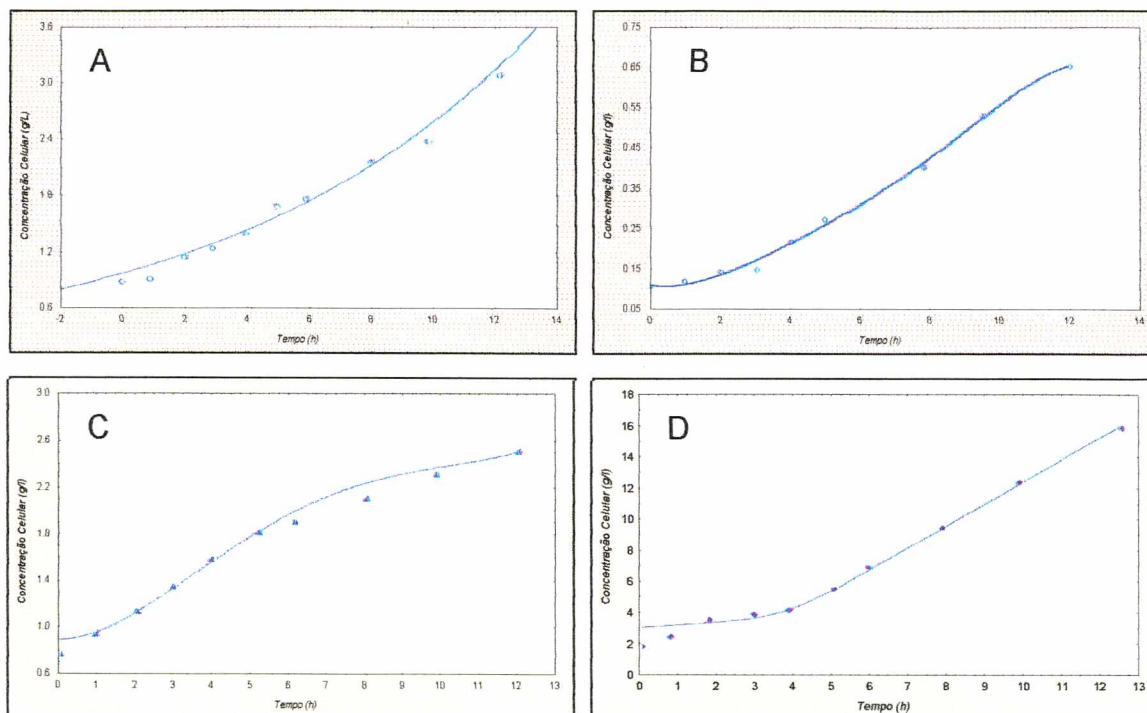 A
Concentração Celular (g/L)
3.6
3.0
2.4
1.8
1.2
0.6
-2 0 2 4 6 8 10 12 14
Tempo (h)
B
Concentração Celular (g/l)
0.75
0.65
0.55
0.45
0.35
0.25
0.15
0.05
0 2 4 6 8 10 12 14
Tempo (h)
C
Concentração Celular (g/l)
3.0
2.6
2.2
1.8
1.4
1.0
0.6
0 1 2 3 4 5 6 7 8 9 10 11 12 13
Tempo (h)
D
Concentração Celular (g/l)
18
16
14
12
10
8
6
4
2
0
0 1 2 3 4 5 6 7 8 9 10 11 12 13
Tempo (h)